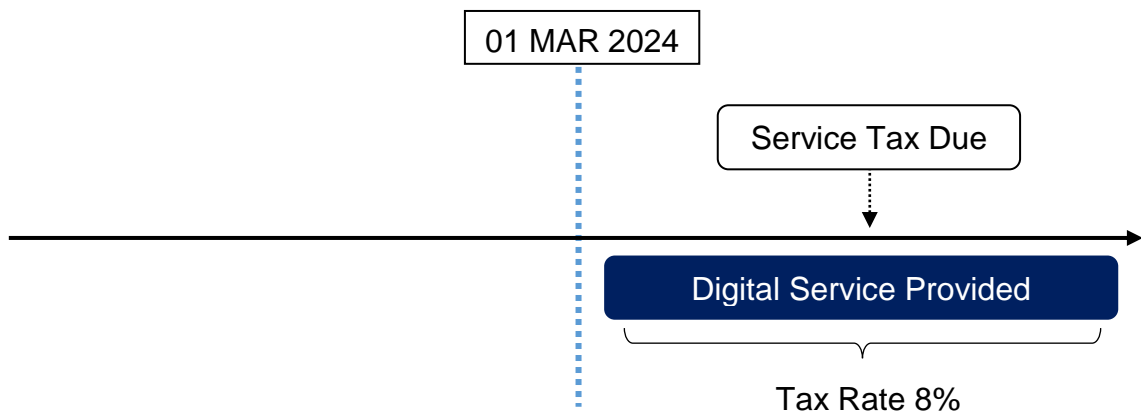 01 MAR 2024
Service Tax Due
Digital Service Provided
Tax Rate 8%